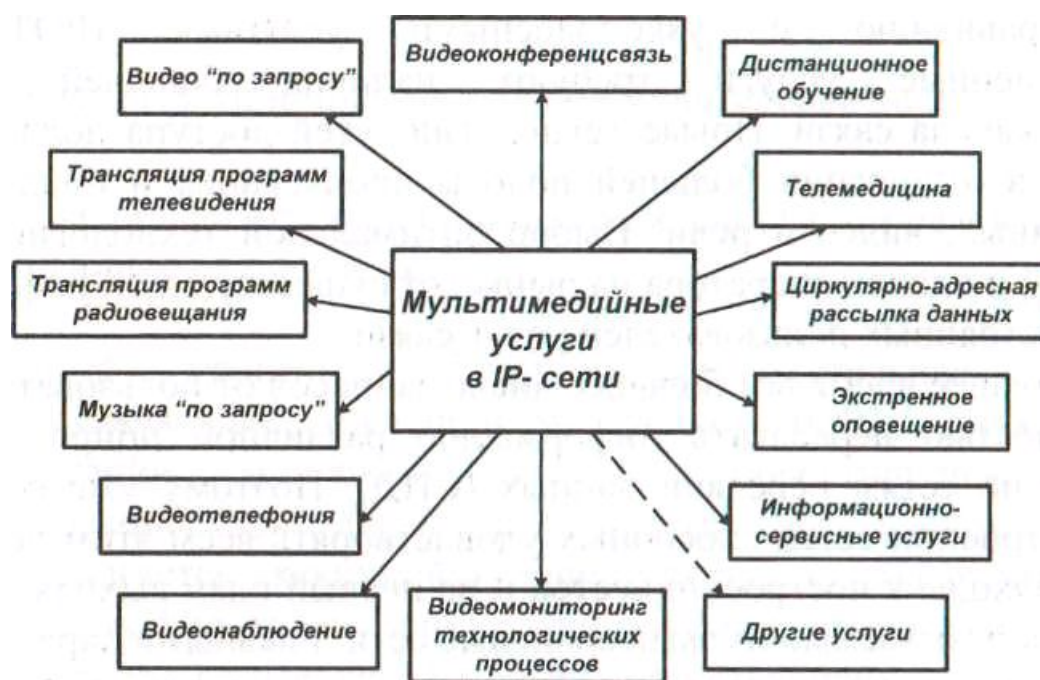 Видеоконференцсвязь
Видео “по запросу”
Дистанционное
обучение
Трансляция программ
телевидения
Телемедицина
Трансляция программ
радиовещания
Мультимедийные
услуги
в IP- сети
Циркулярно-адресная
рассылка данных
Музыка “по запросу”
Экстренное
оповещение
Видеотелефония
Информационно-
сервисные услуги
Видеонаблюдение
Видеомониторинг
технологических
процессов
Другие услуги